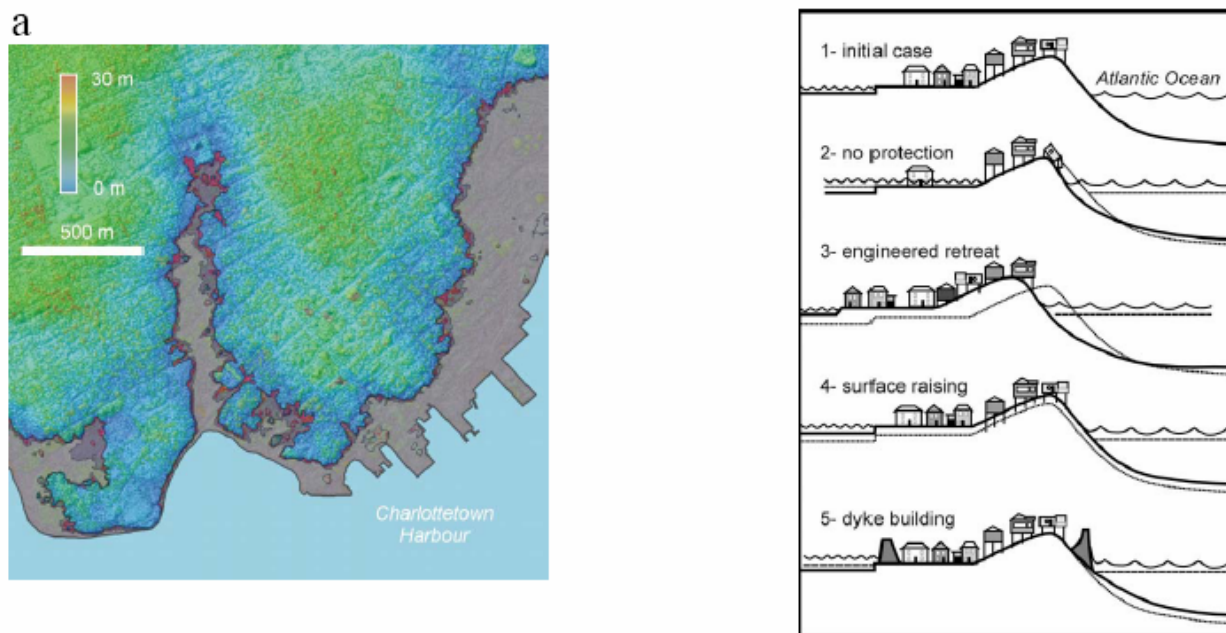 a
30 m
0 m
500 m
Charlottetown
Harbour
1- initial case
Atlantic Ocean
2- no protection
3- engineered retreat
4- surface raising
5- dyke building